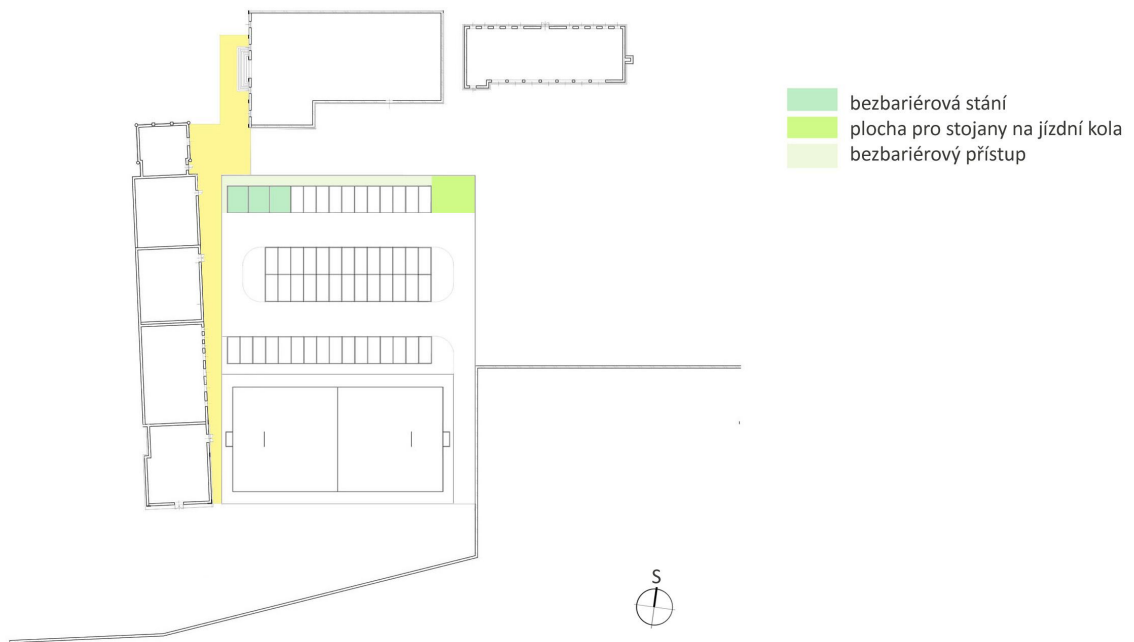 bezbariérová stání
plocha pro stojany na jízdní kola
bezbariérový přístup
S